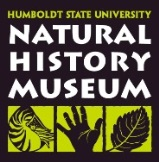 HUMBOLDT STATE UNIVERSITY
NATURAL
HISTORY
MUSEUM